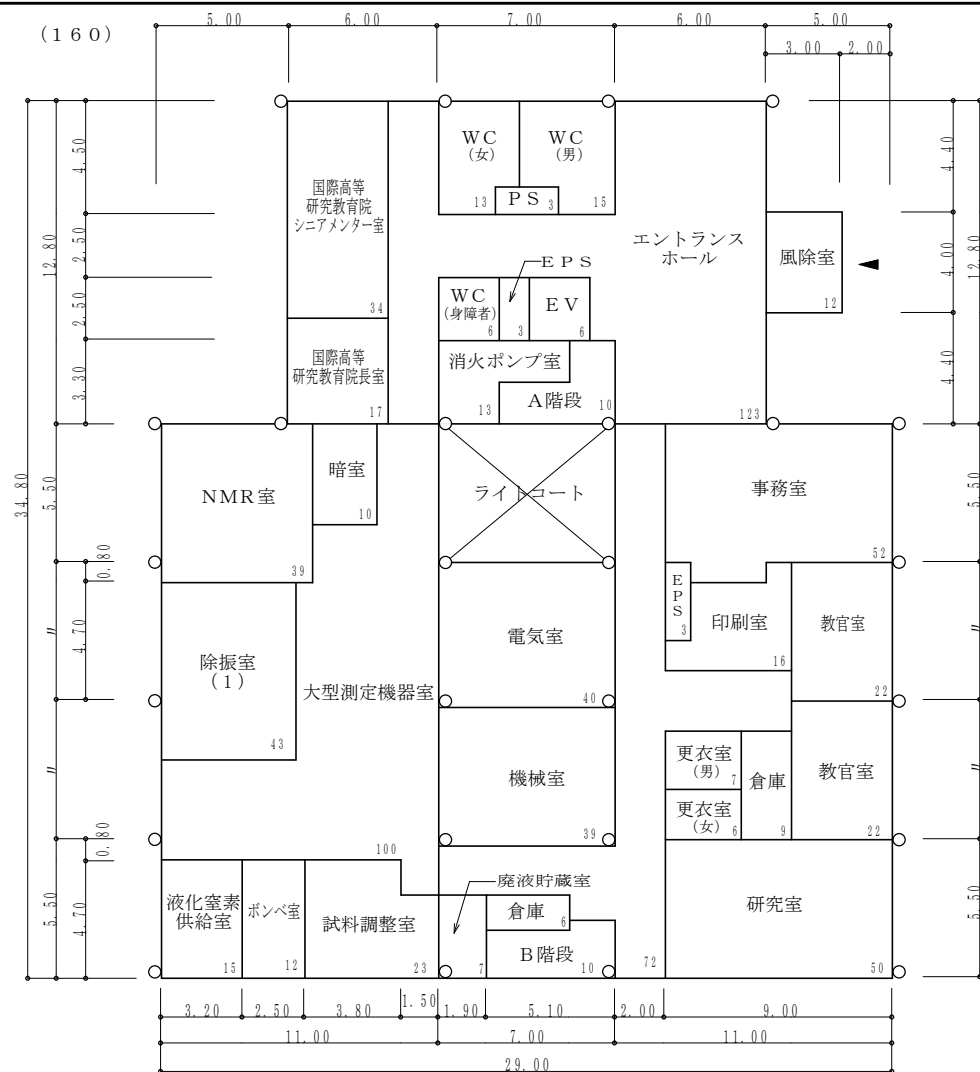 (160)
5.00
6.00
7.00
6.00
5.00
3.00
2.00
4.50
2.50
2.50
3.30
12.80
34.80
5.50
0.80
4.70
〃
〃
0.80
4.70
5.50
4.40
4.00
4.40
12.80
5.50
〃
〃
5.50
国際高等
研究教育院
シニアメンター室
34
WC
(女)
13
WC
(男)
15
PS
3
エントランス
ホール
123
風除室
12
EPS
WC
(身障者)
6
3
EV
6
国際高等
研究教育院長室
17
消火ポンプ室
13
A階段
10
NMR室
39
暗室
10
ライトコート
事務室
52
除振室
(1)
43
大型測定機器室
100
電気室
40
EPS
3
印刷室
16
教官室
22
機械室
39
更衣室
(男)
7
更衣室
(女)
6
倉庫
9
教官室
22
液化窒素
供給室
15
ボンベ室
12
試料調整室
23
廃液貯蔵室
7
倉庫
6
B階段
10
72
研究室
50
3.20
2.50
3.80
1.50
1.90
5.10
2.00
9.00
11.00
7.00
11.00
29.00